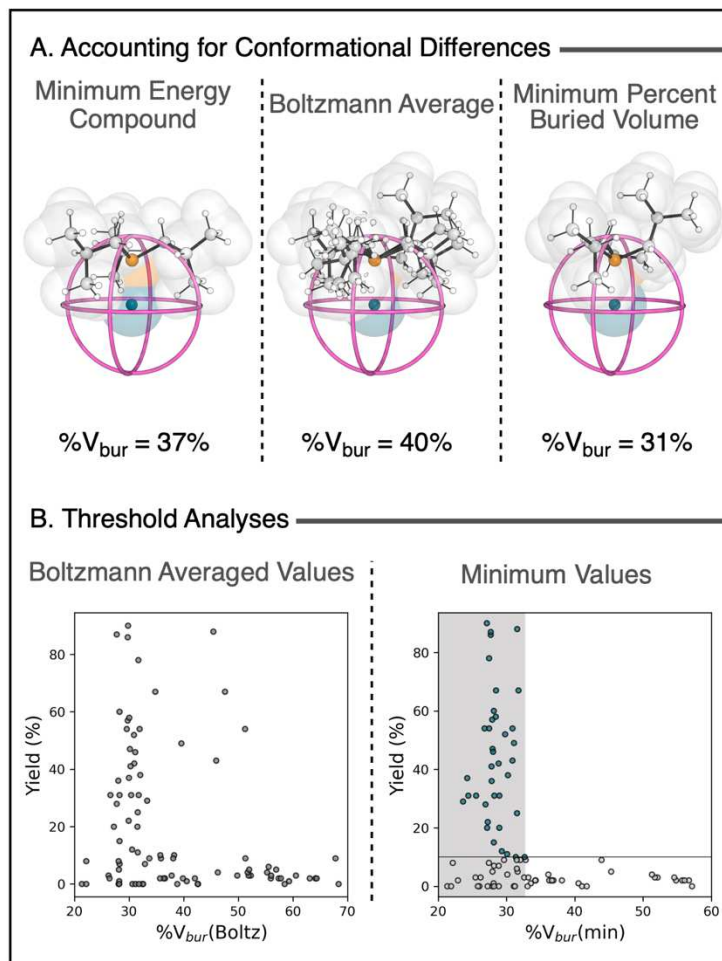 A. Accounting for Conformational Differences
Minimum Energy
Compound
Boltzmann Average
Minimum Percent
Buried Volume
%Vbur = 37%
%Vbur = 40%
%Vbur = 31%
B. Threshold Analyses
Boltzmann Averaged Values
Minimum Values
Yield (%)
80
60
40
20
0
20 30 40 50 60 70
%Vbur(Boltz)
Yield (%)
80
60
40
20
0
20 30 40 50 60
%Vbur(min)